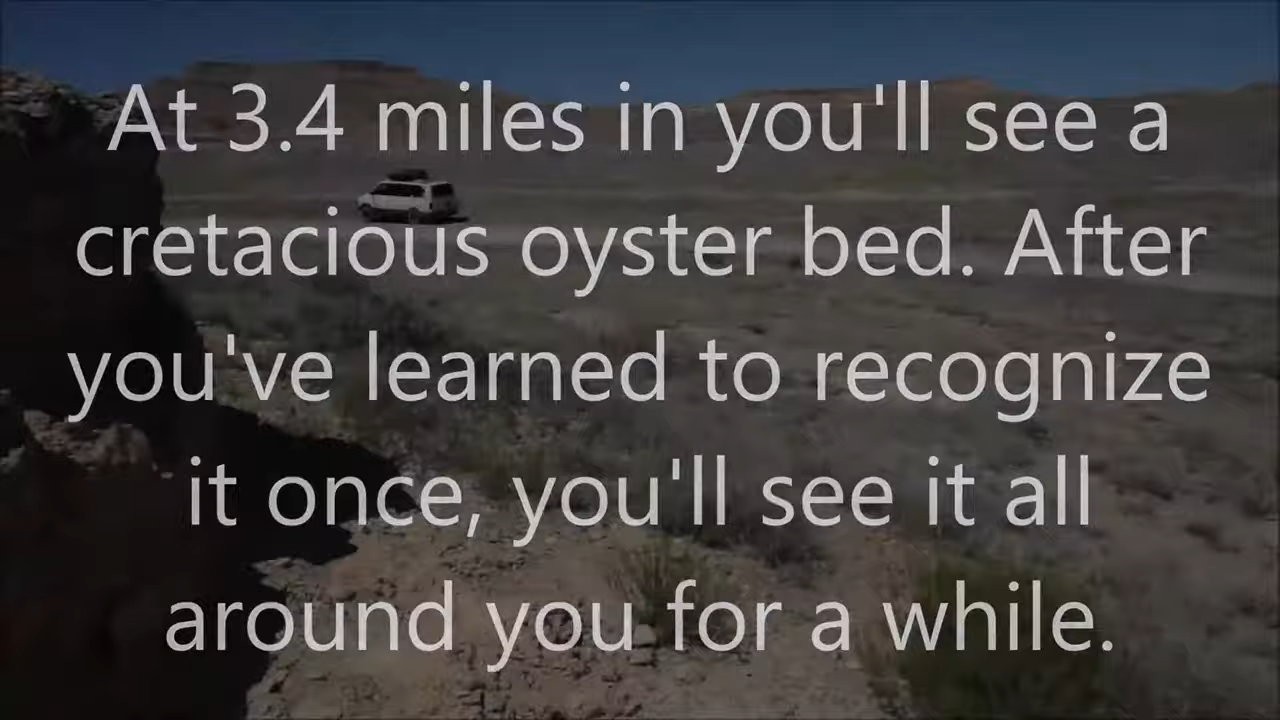 At 3.4 miles in you'll see a
cretacious oyster bed. After
you've learned to recognize
it once, you'll see it all
around you for a while.